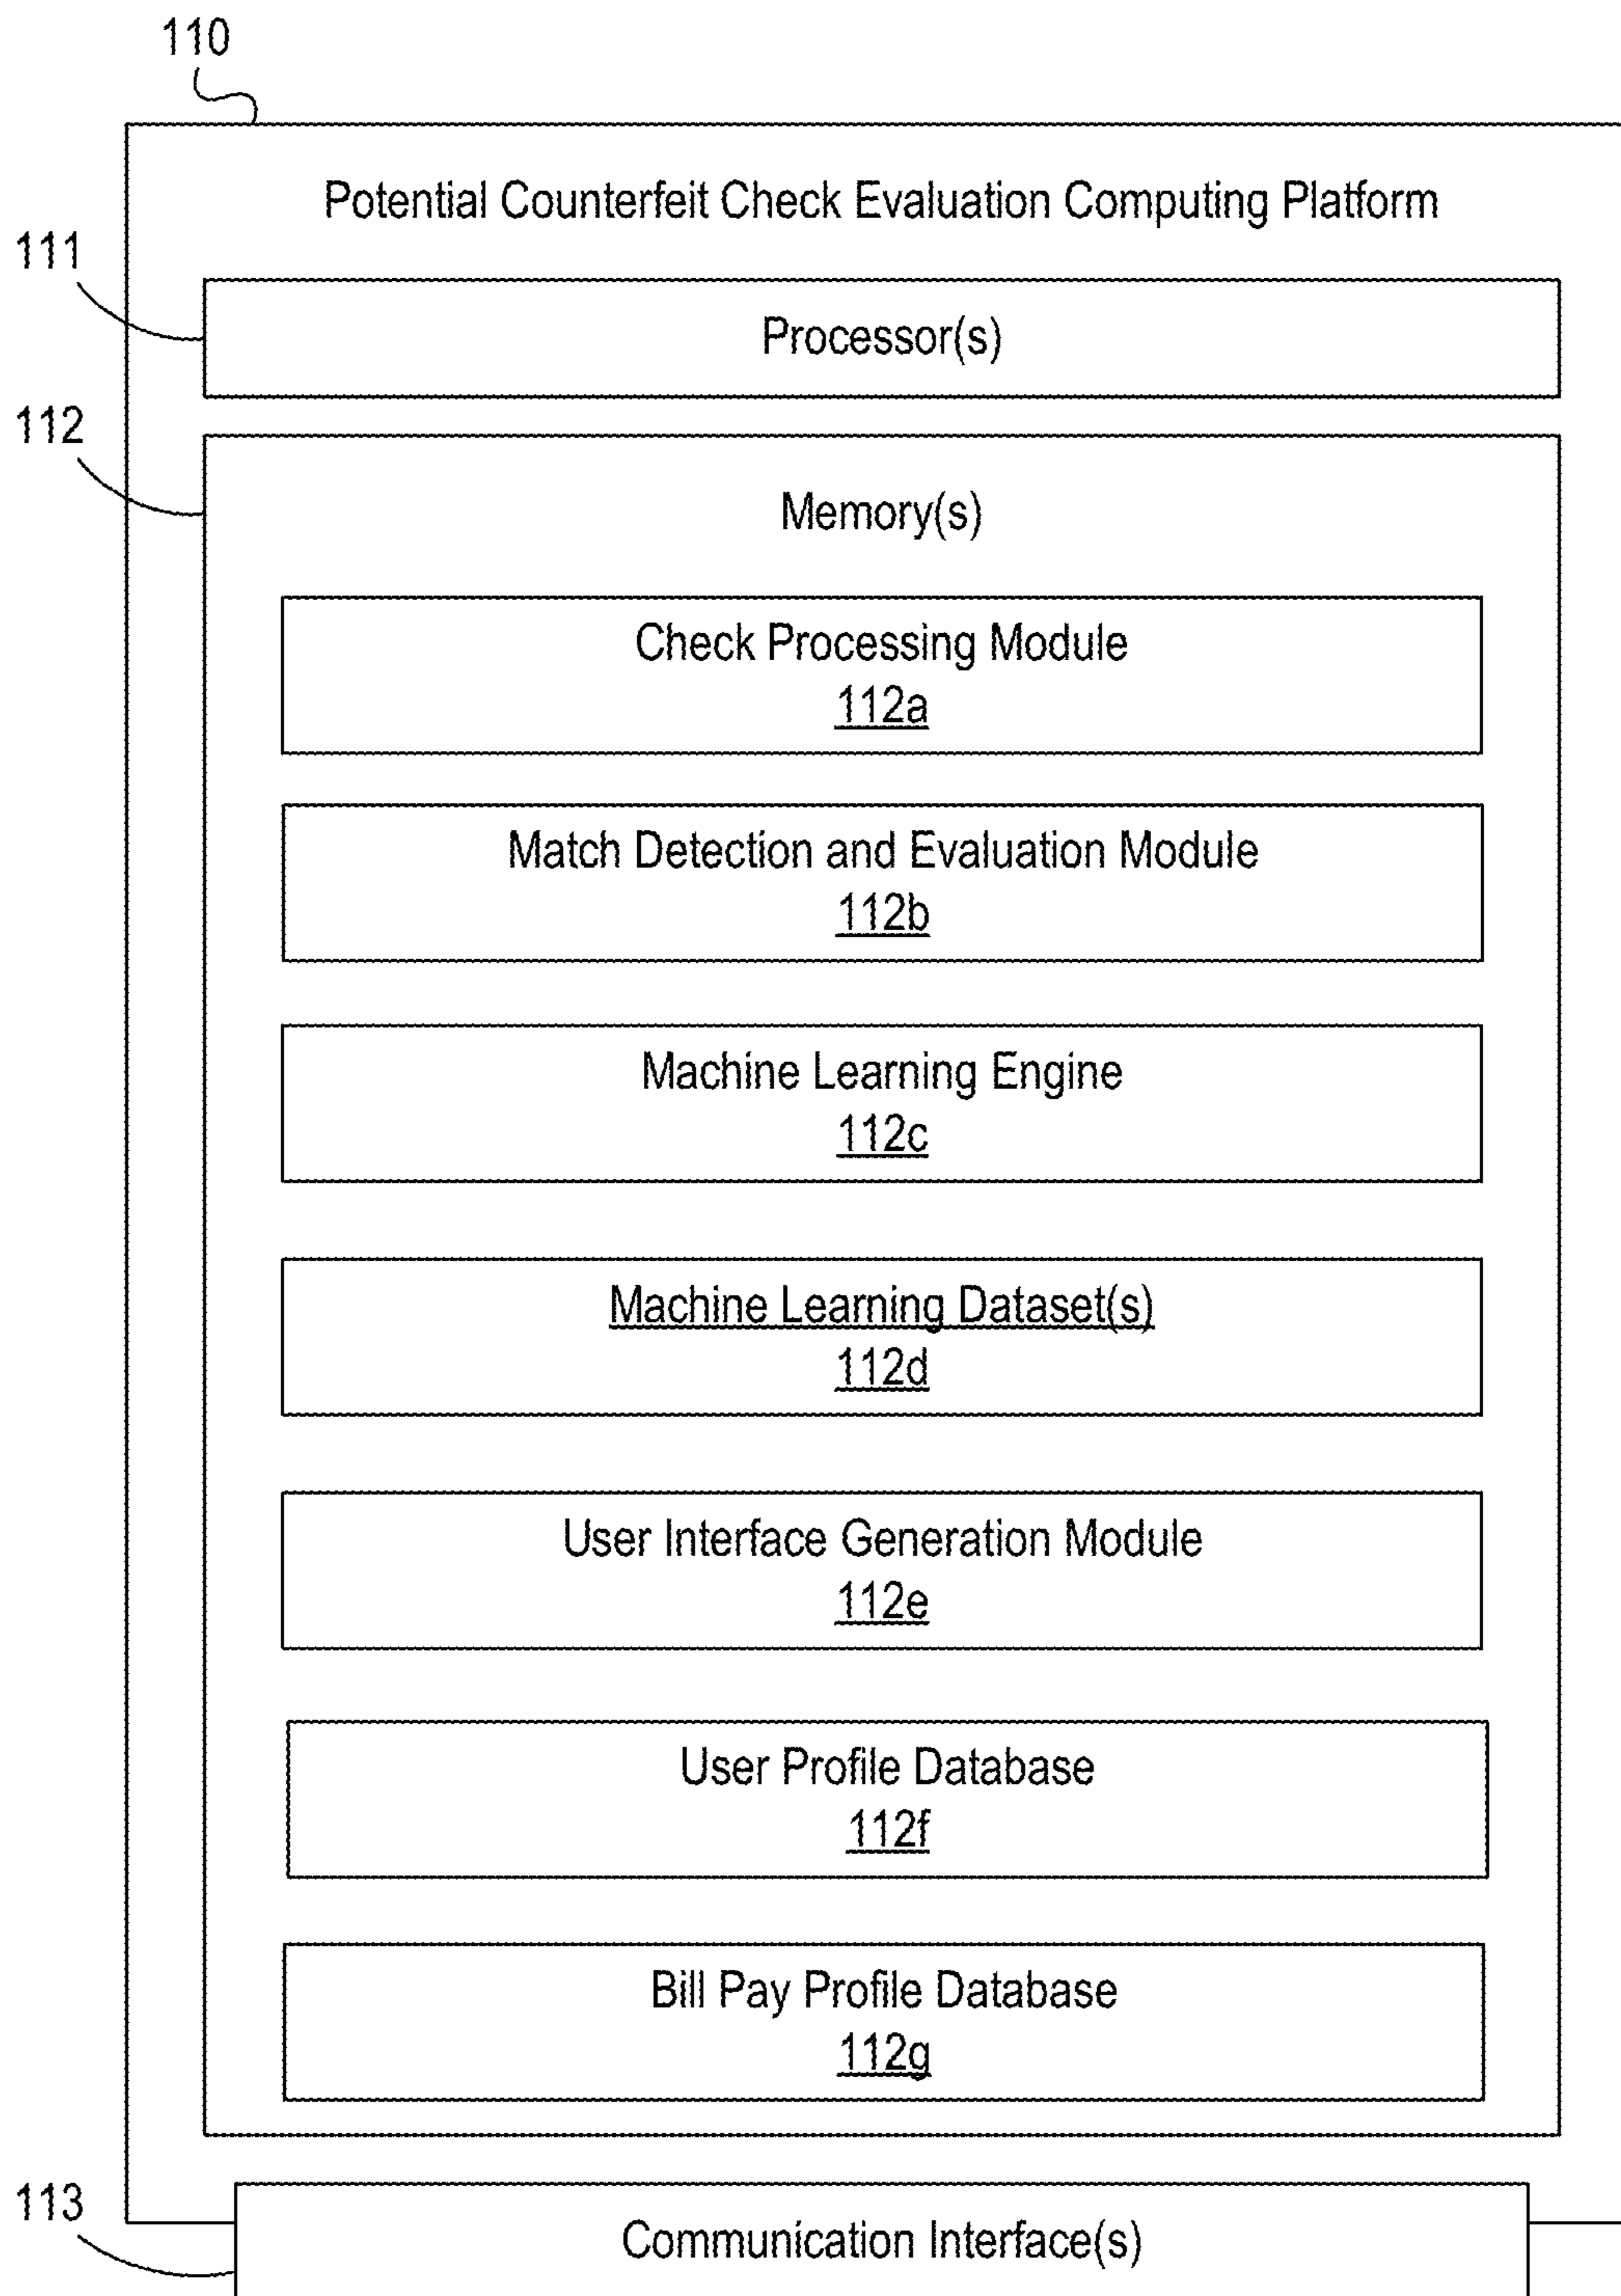 110
Potential Counterfeit Check Evaluation Computing Platform
111
Processor(s)
112
Memory(s)
Check Processing Module
112a
Match Detection and Evaluation Module
112b
Machine Learning Engine
112c
Machine Learning Dataset(s)
112d
User Interface Generation Module
112e
User Profile Database
112f
Bill Pay Profile Database
112g
113
Communication Interface(s)